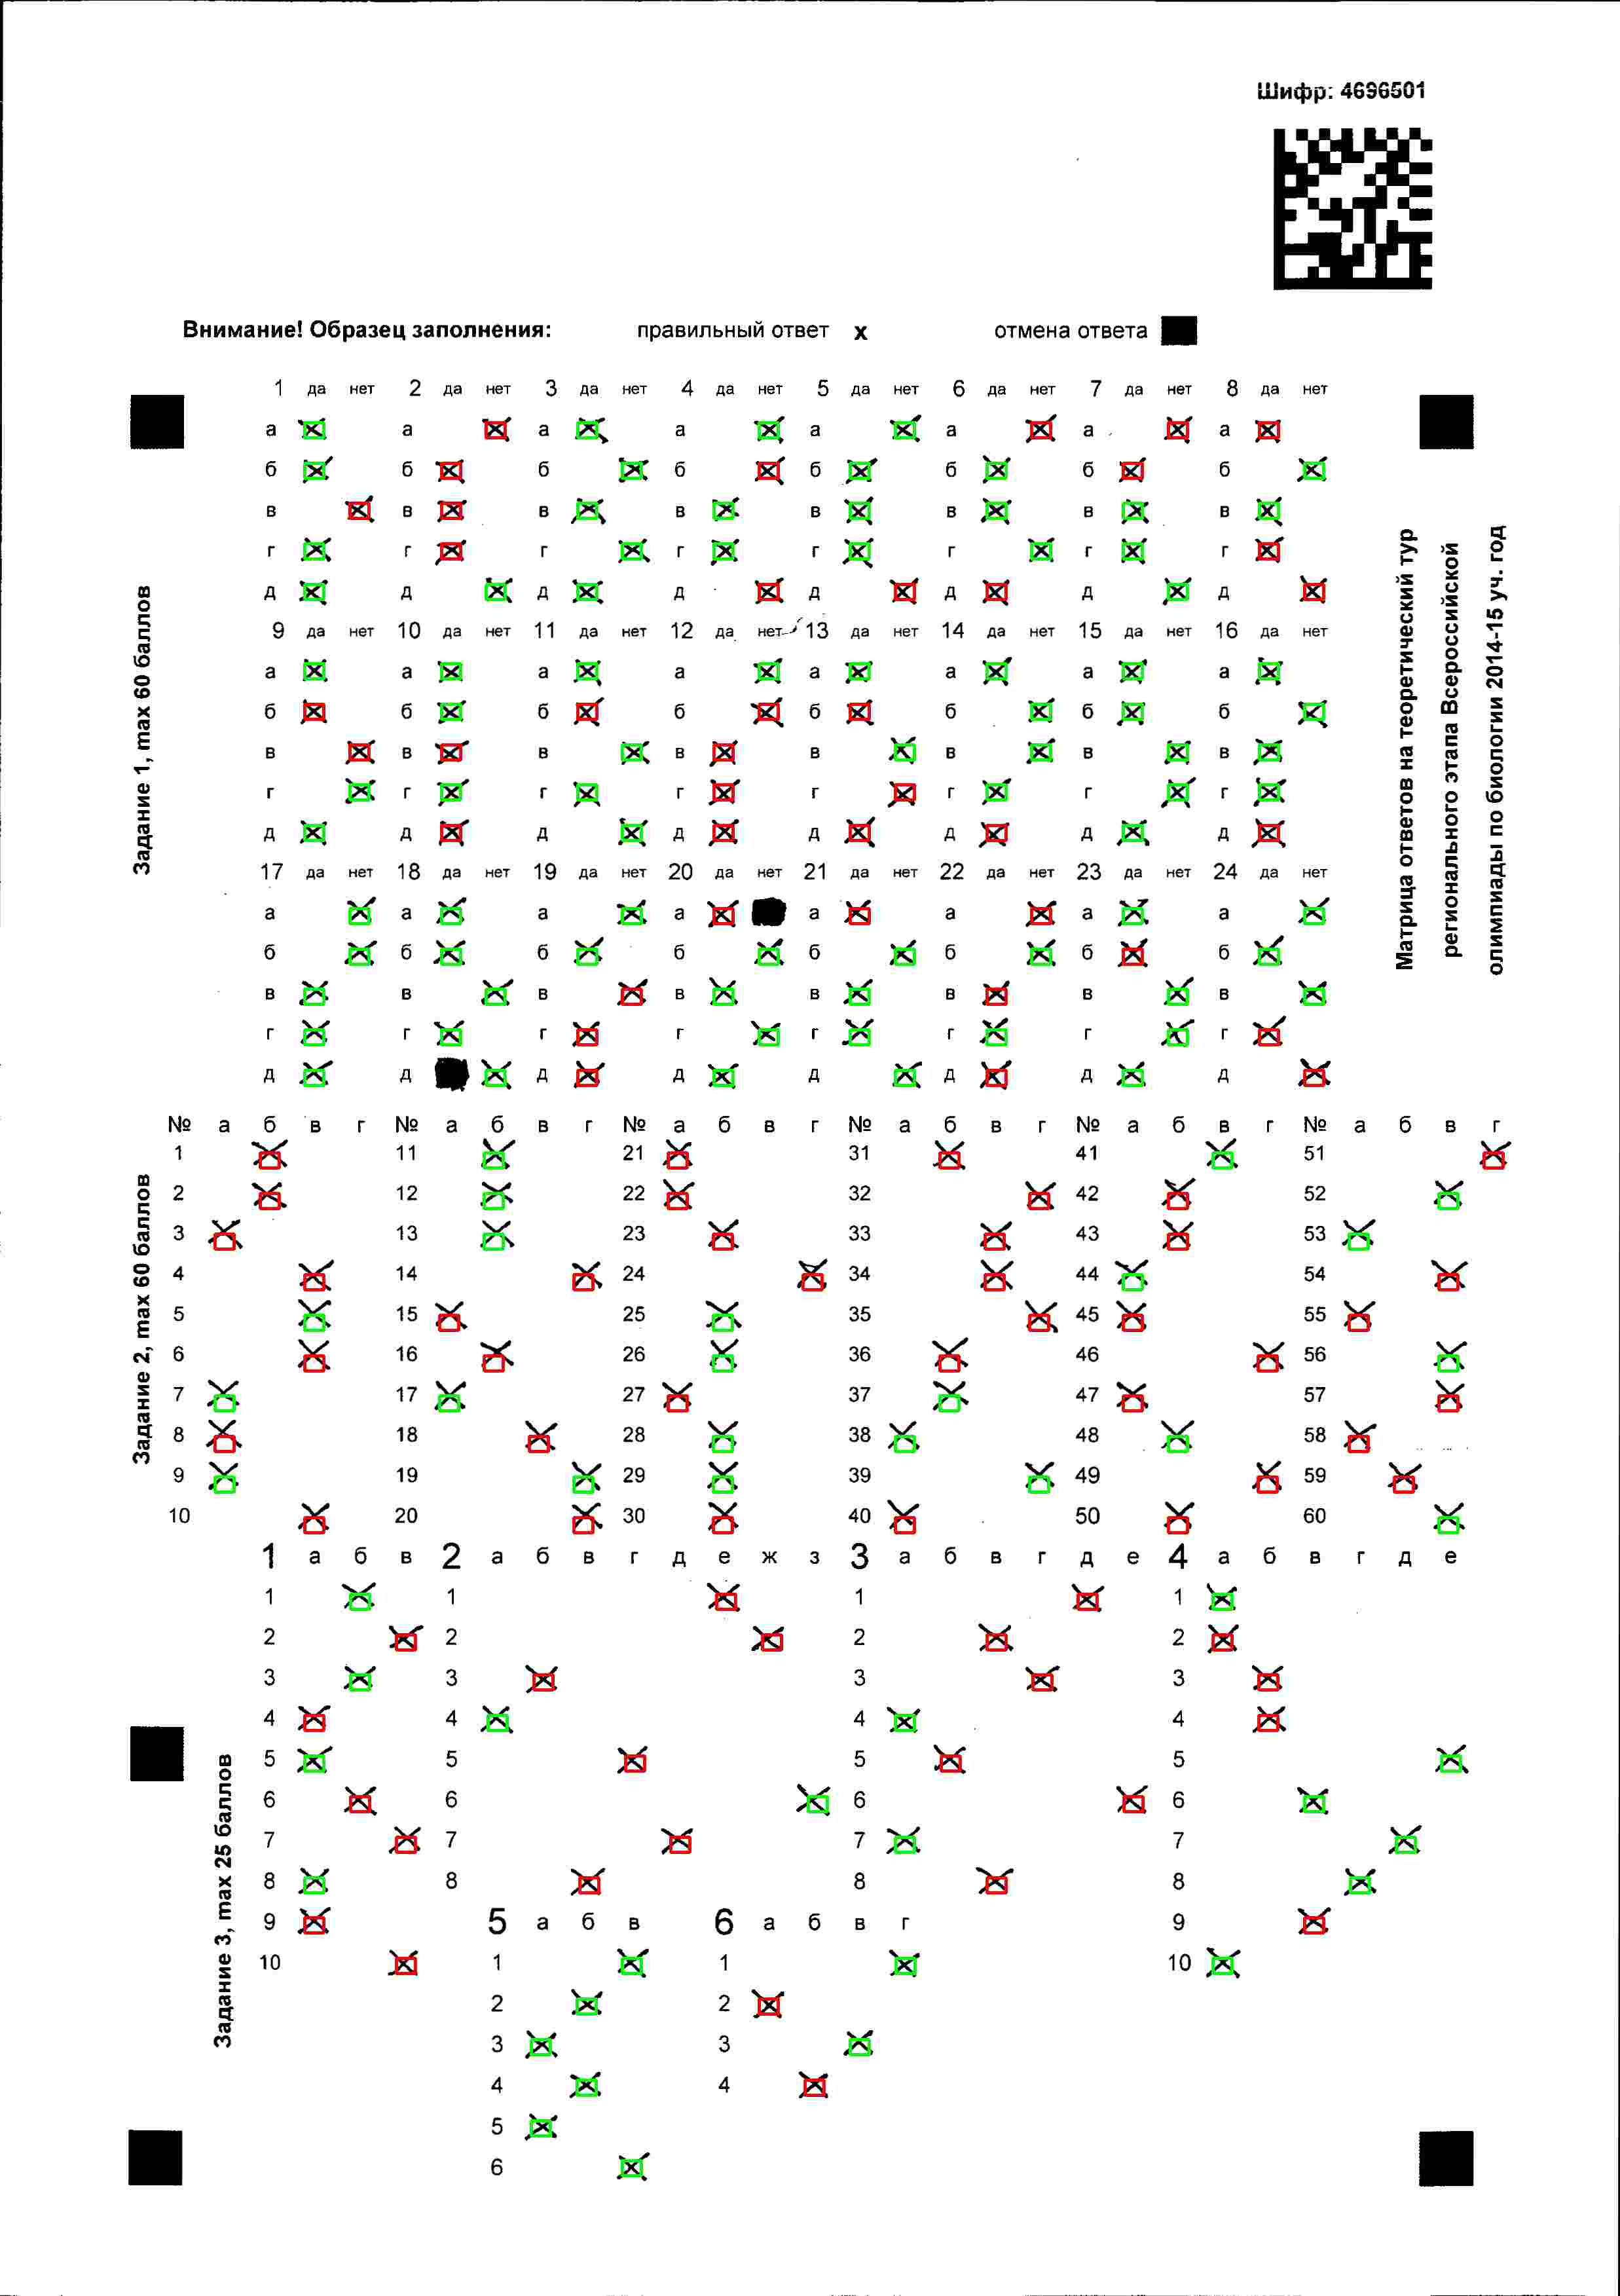 Шифр: 4696501
Внимание! Образец заполнения: правильный ответ x отмена ответа
1 да нет 2 да нет 3 да нет 4 да нет 5 да нет 6 да нет 7 да нет 8 да нет
а а а а а а а а
б б б б б б б б
в в в в в в в в
г г г г г г г г
д д д д д д д д
9 да нет 10 да нет 11 да нет 12 да нет 13 да нет 14 да нет 15 да нет 16 да нет
а а а а а а а а
б б б б б б б б
в в в в в в в в
г г г г г г г г
д д д д д д д д
17 да нет 18 да нет 19 да нет 20 да нет 21 да нет 22 да нет 23 да нет 24 да нет
а а а а а а а а
б б б б б б б б
в в в в в в в в
г г г г г г г г
д д д д д д д д
Задание 1, max 60 баллов
Матрица ответов на теоретический тур
регионального этапа Всероссийской
олимпиады по биологии 2014-15 уч. год
№ а б в г № а б в г № а б в г № а б в г № а б в г № а б в г
1 11 21 31 41 51
2 12 22 32 42 52
3 13 23 33 43 53
4 14 24 34 44 54
5 15 25 35 45 55
6 16 26 36 46 56
7 17 27 37 47 57
8 18 28 38 48 58
9 19 29 39 49 59
10 20 30 40 50 60
Задание 2, max 60 баллов
1 а б в 2 а б в г д е ж з 3 а б в г д е 4 а б в г д е
1 1 1 1
2 2 2 2
3 3 3 3
4 4 4 4
5 5 5 5
6 6 6 6
7 7 7 7
8 8 8 8
9 5 а б в 6 а б в г 9
10 1 1 10
2 2
3 3
4 4
5
6
Задание 3, max 25 баллов